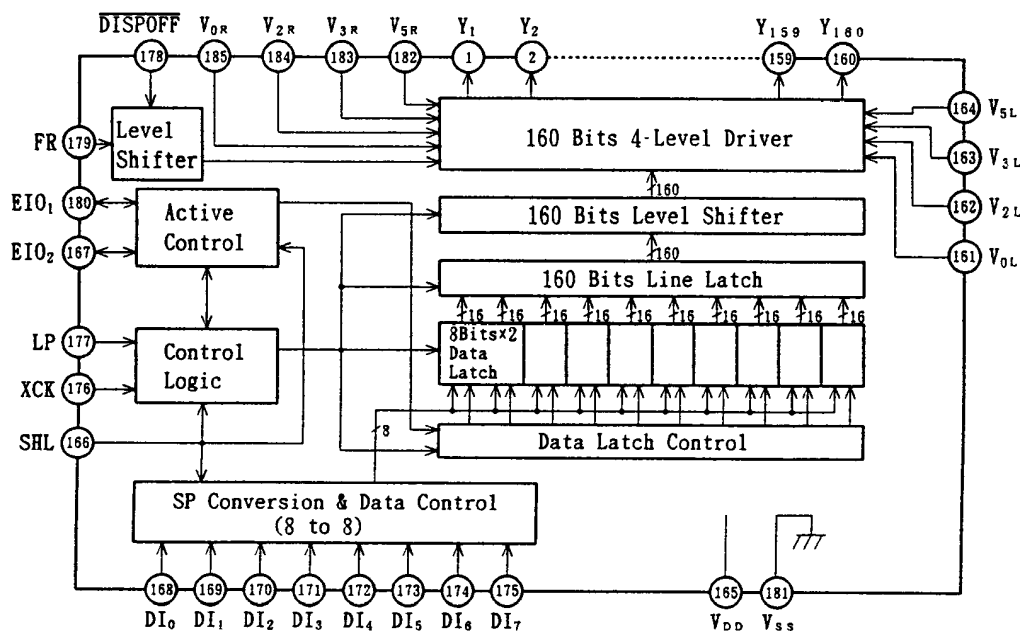 DISPOFF V0R V2R V3R V5R Y1 Y2 Y159 Y160
178 185 184 183 182 1 2 159 160
FR 179
Level
Shifter
160 Bits 4-Level Driver
164 V5L
163 V3L
162 V2L
161 V0L
160
EIO1 180
EIO2 167
Active
Control
160 Bits Level Shifter
160
160 Bits Line Latch
16 16 16 16 16 16 16 16 16 16
LP 177
XCK 176
Control
Logic
8Bits×2
Data
Latch
SHL 166
8
Data Latch Control
SP Conversion & Data Control
(8 to 8)
168 169 170 171 172 173 174 175 165 181
DI0 DI1 DI2 DI3 DI4 DI5 DI6 DI7 VDD VSS